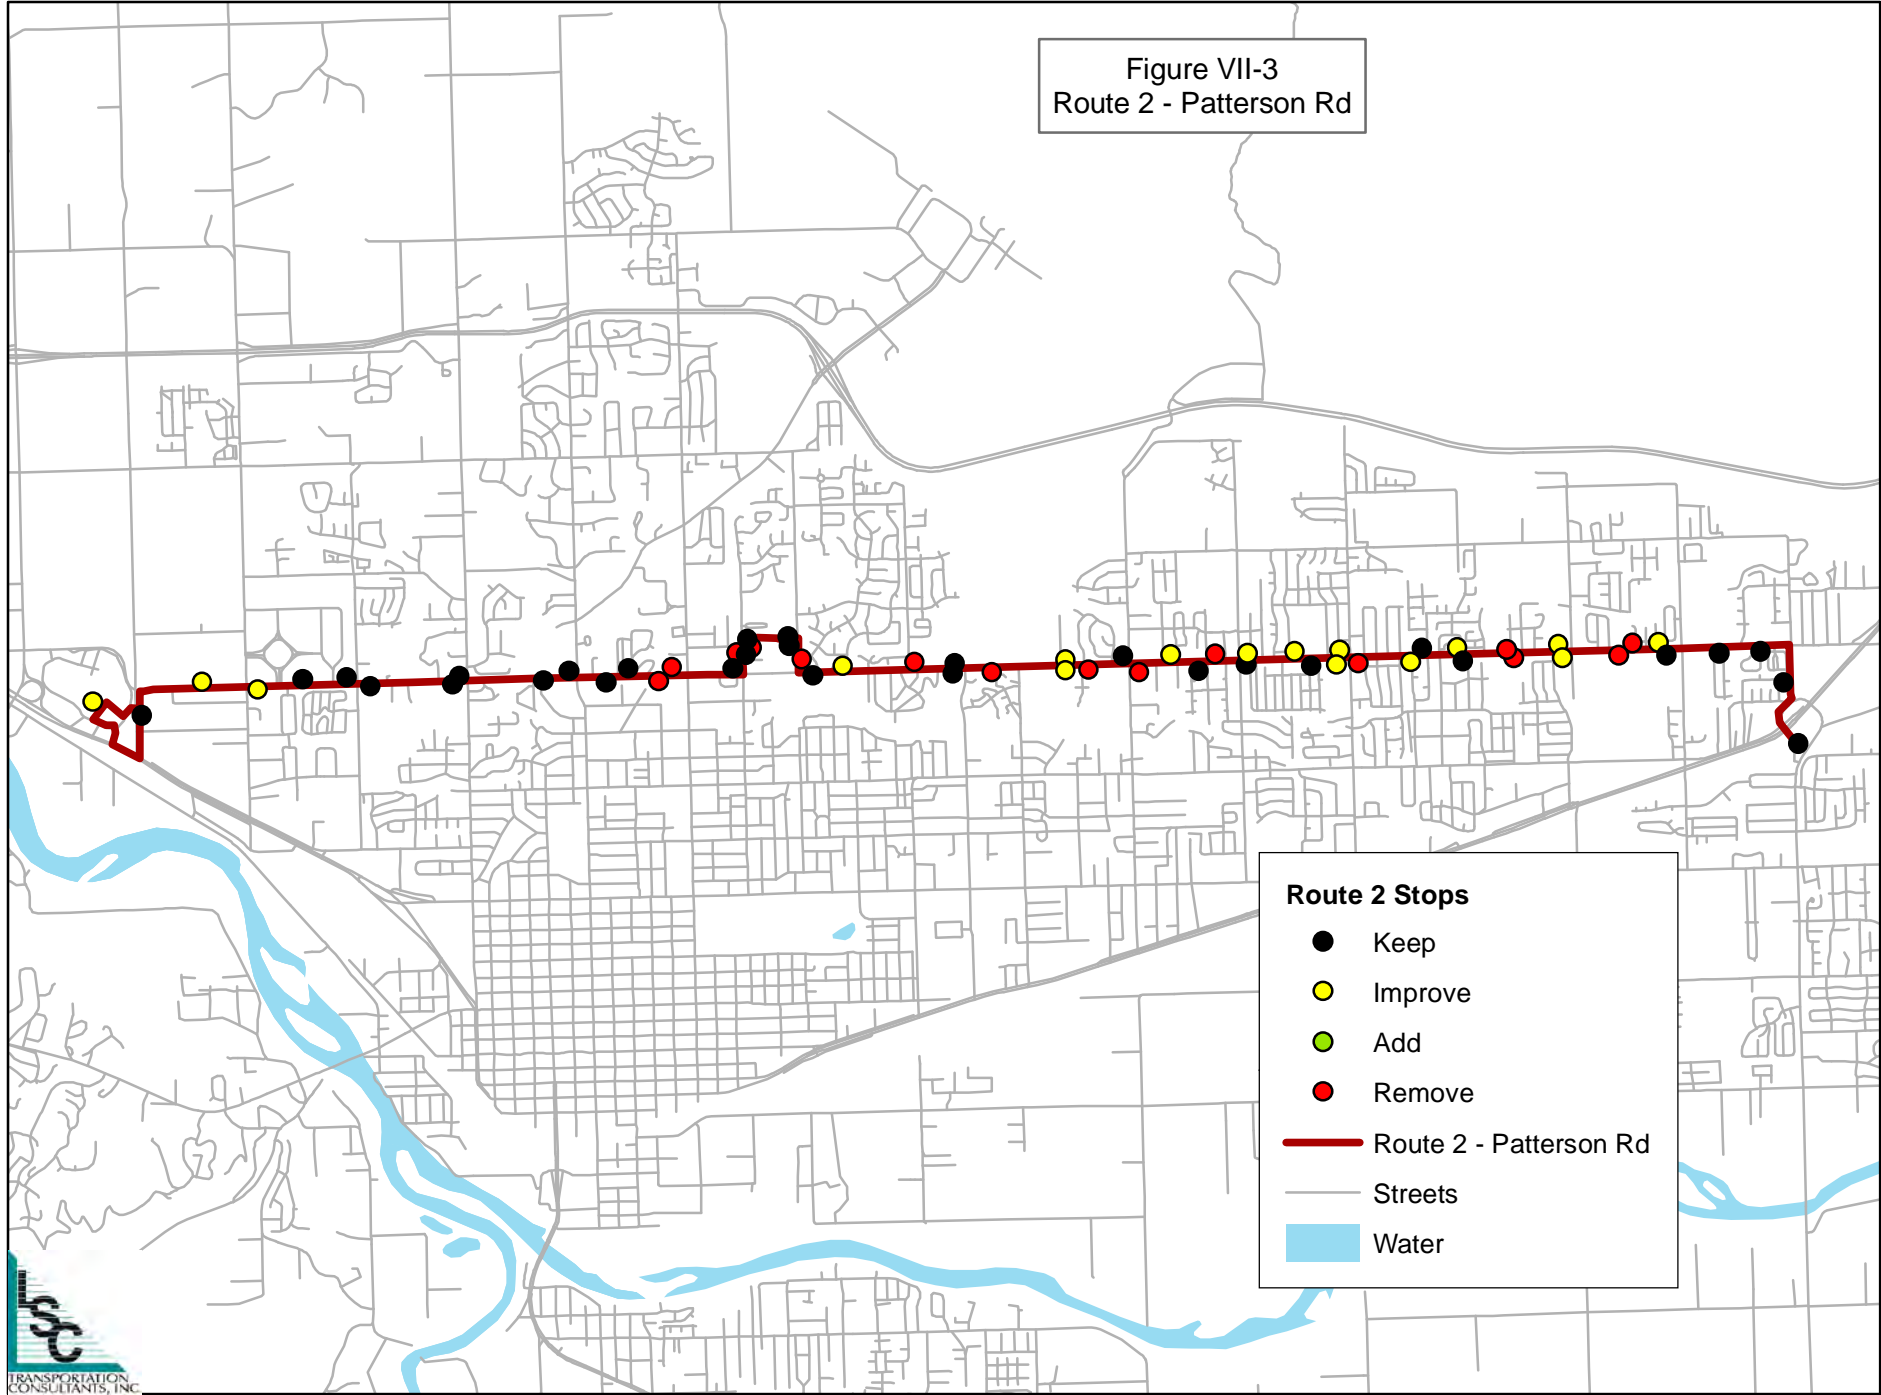 Figure VII-3
Route 2 - Patterson Rd
Route 2 Stops
Keep
Improve
Add
Remove
Route 2 - Patterson Rd
Streets
Water
LSC
TRANSPORTATION
CONSULTANTS, INC.